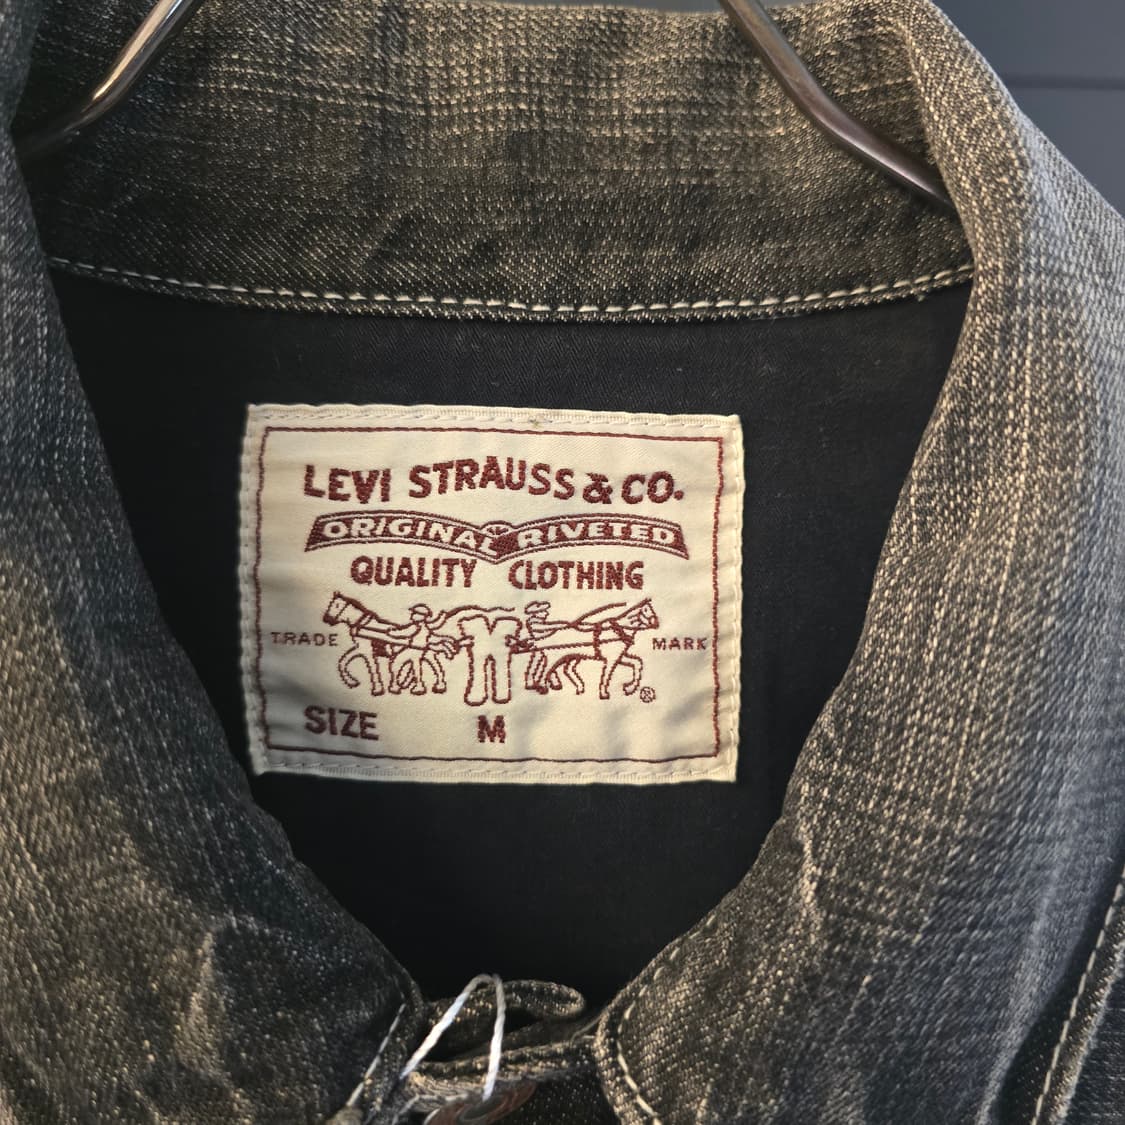 LEVI STRAUSS & CO.
ORIGINAL RIVETED
QUALITY CLOTHING
TRADE MARK
®
SIZE M